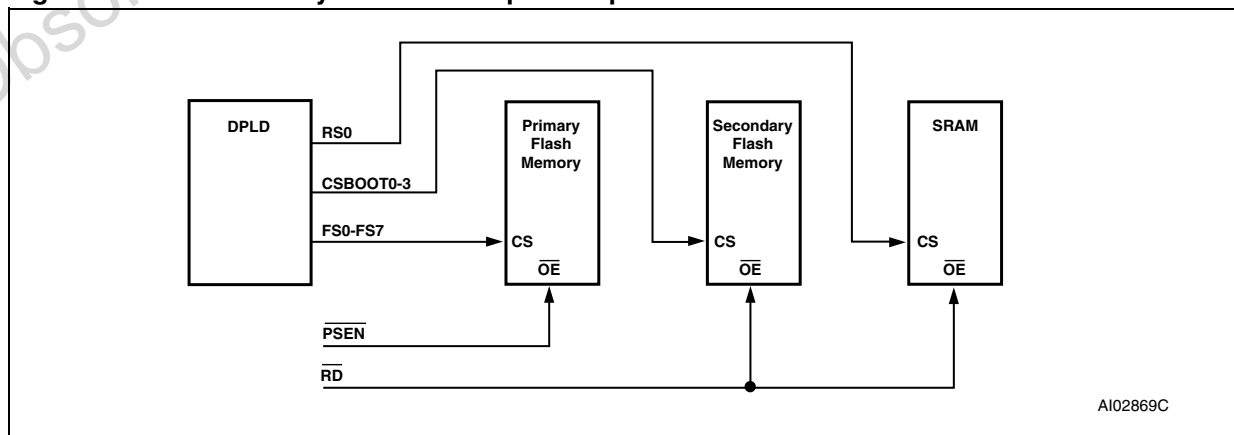 DPLD
RS0
CSBOOT0-3
FS0-FS7
Primary
Flash
Memory
CS
OE
Secondary
Flash
Memory
CS
OE
SRAM
CS
OE
PSEN
RD
AI02869C